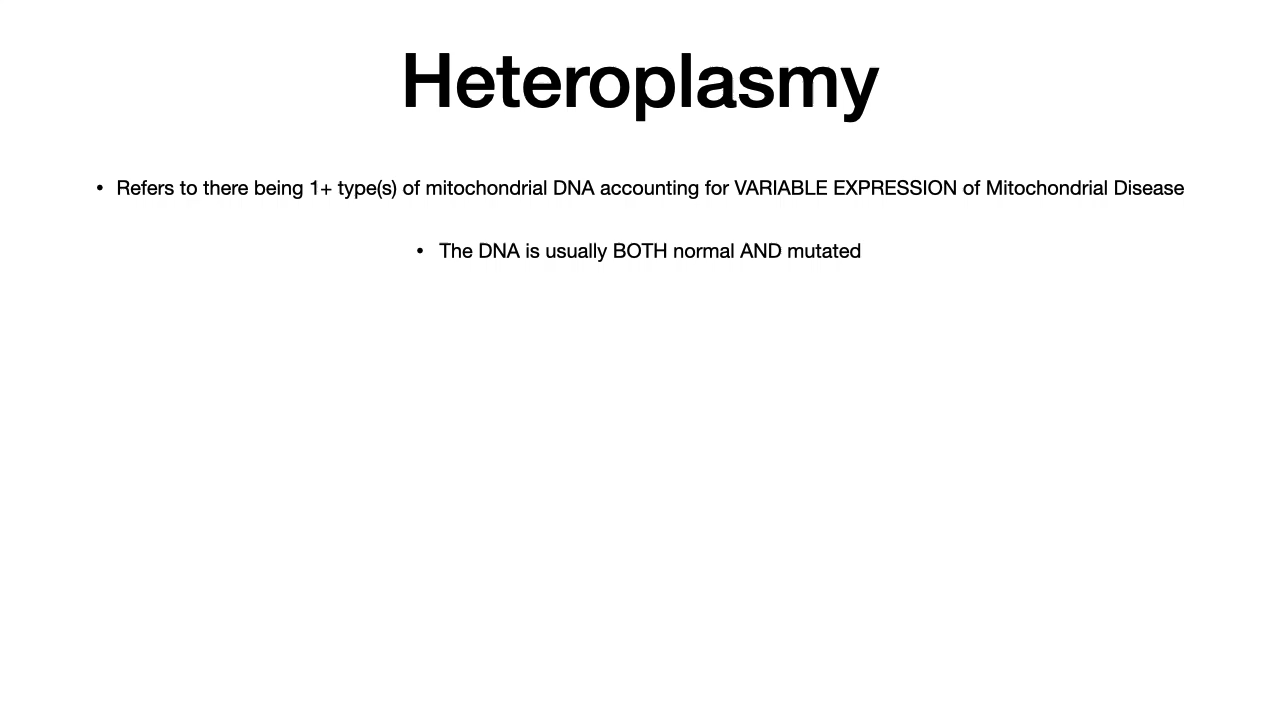 Heteroplasmy
• Refers to there being 1+ type(s) of mitochondrial DNA accounting for VARIABLE EXPRESSION of Mitochondrial Disease
• The DNA is usually BOTH normal AND mutated